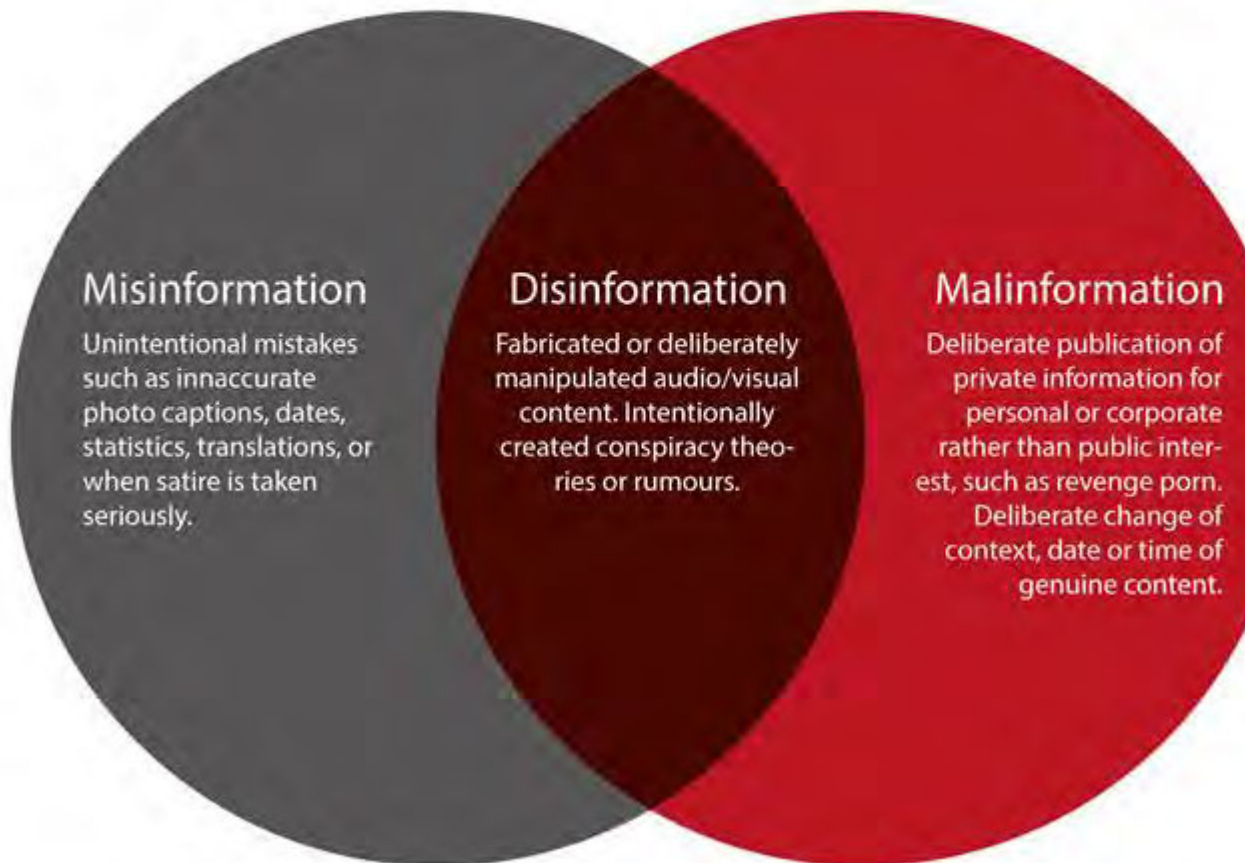 Misinformation
Unintentional mistakes
such as innaccurate
photo captions, dates,
statistics, translations, or
when satire is taken
seriously.
Disinformation
Fabricated or deliberately
manipulated audio/visual
content. Intentionally
created conspiracy theo-
ries or rumours.
Malinformation
Deliberate publication of
private information for
personal or corporate
rather than public inter-
est, such as revenge porn.
Deliberate change of
context, date or time of
genuine content.